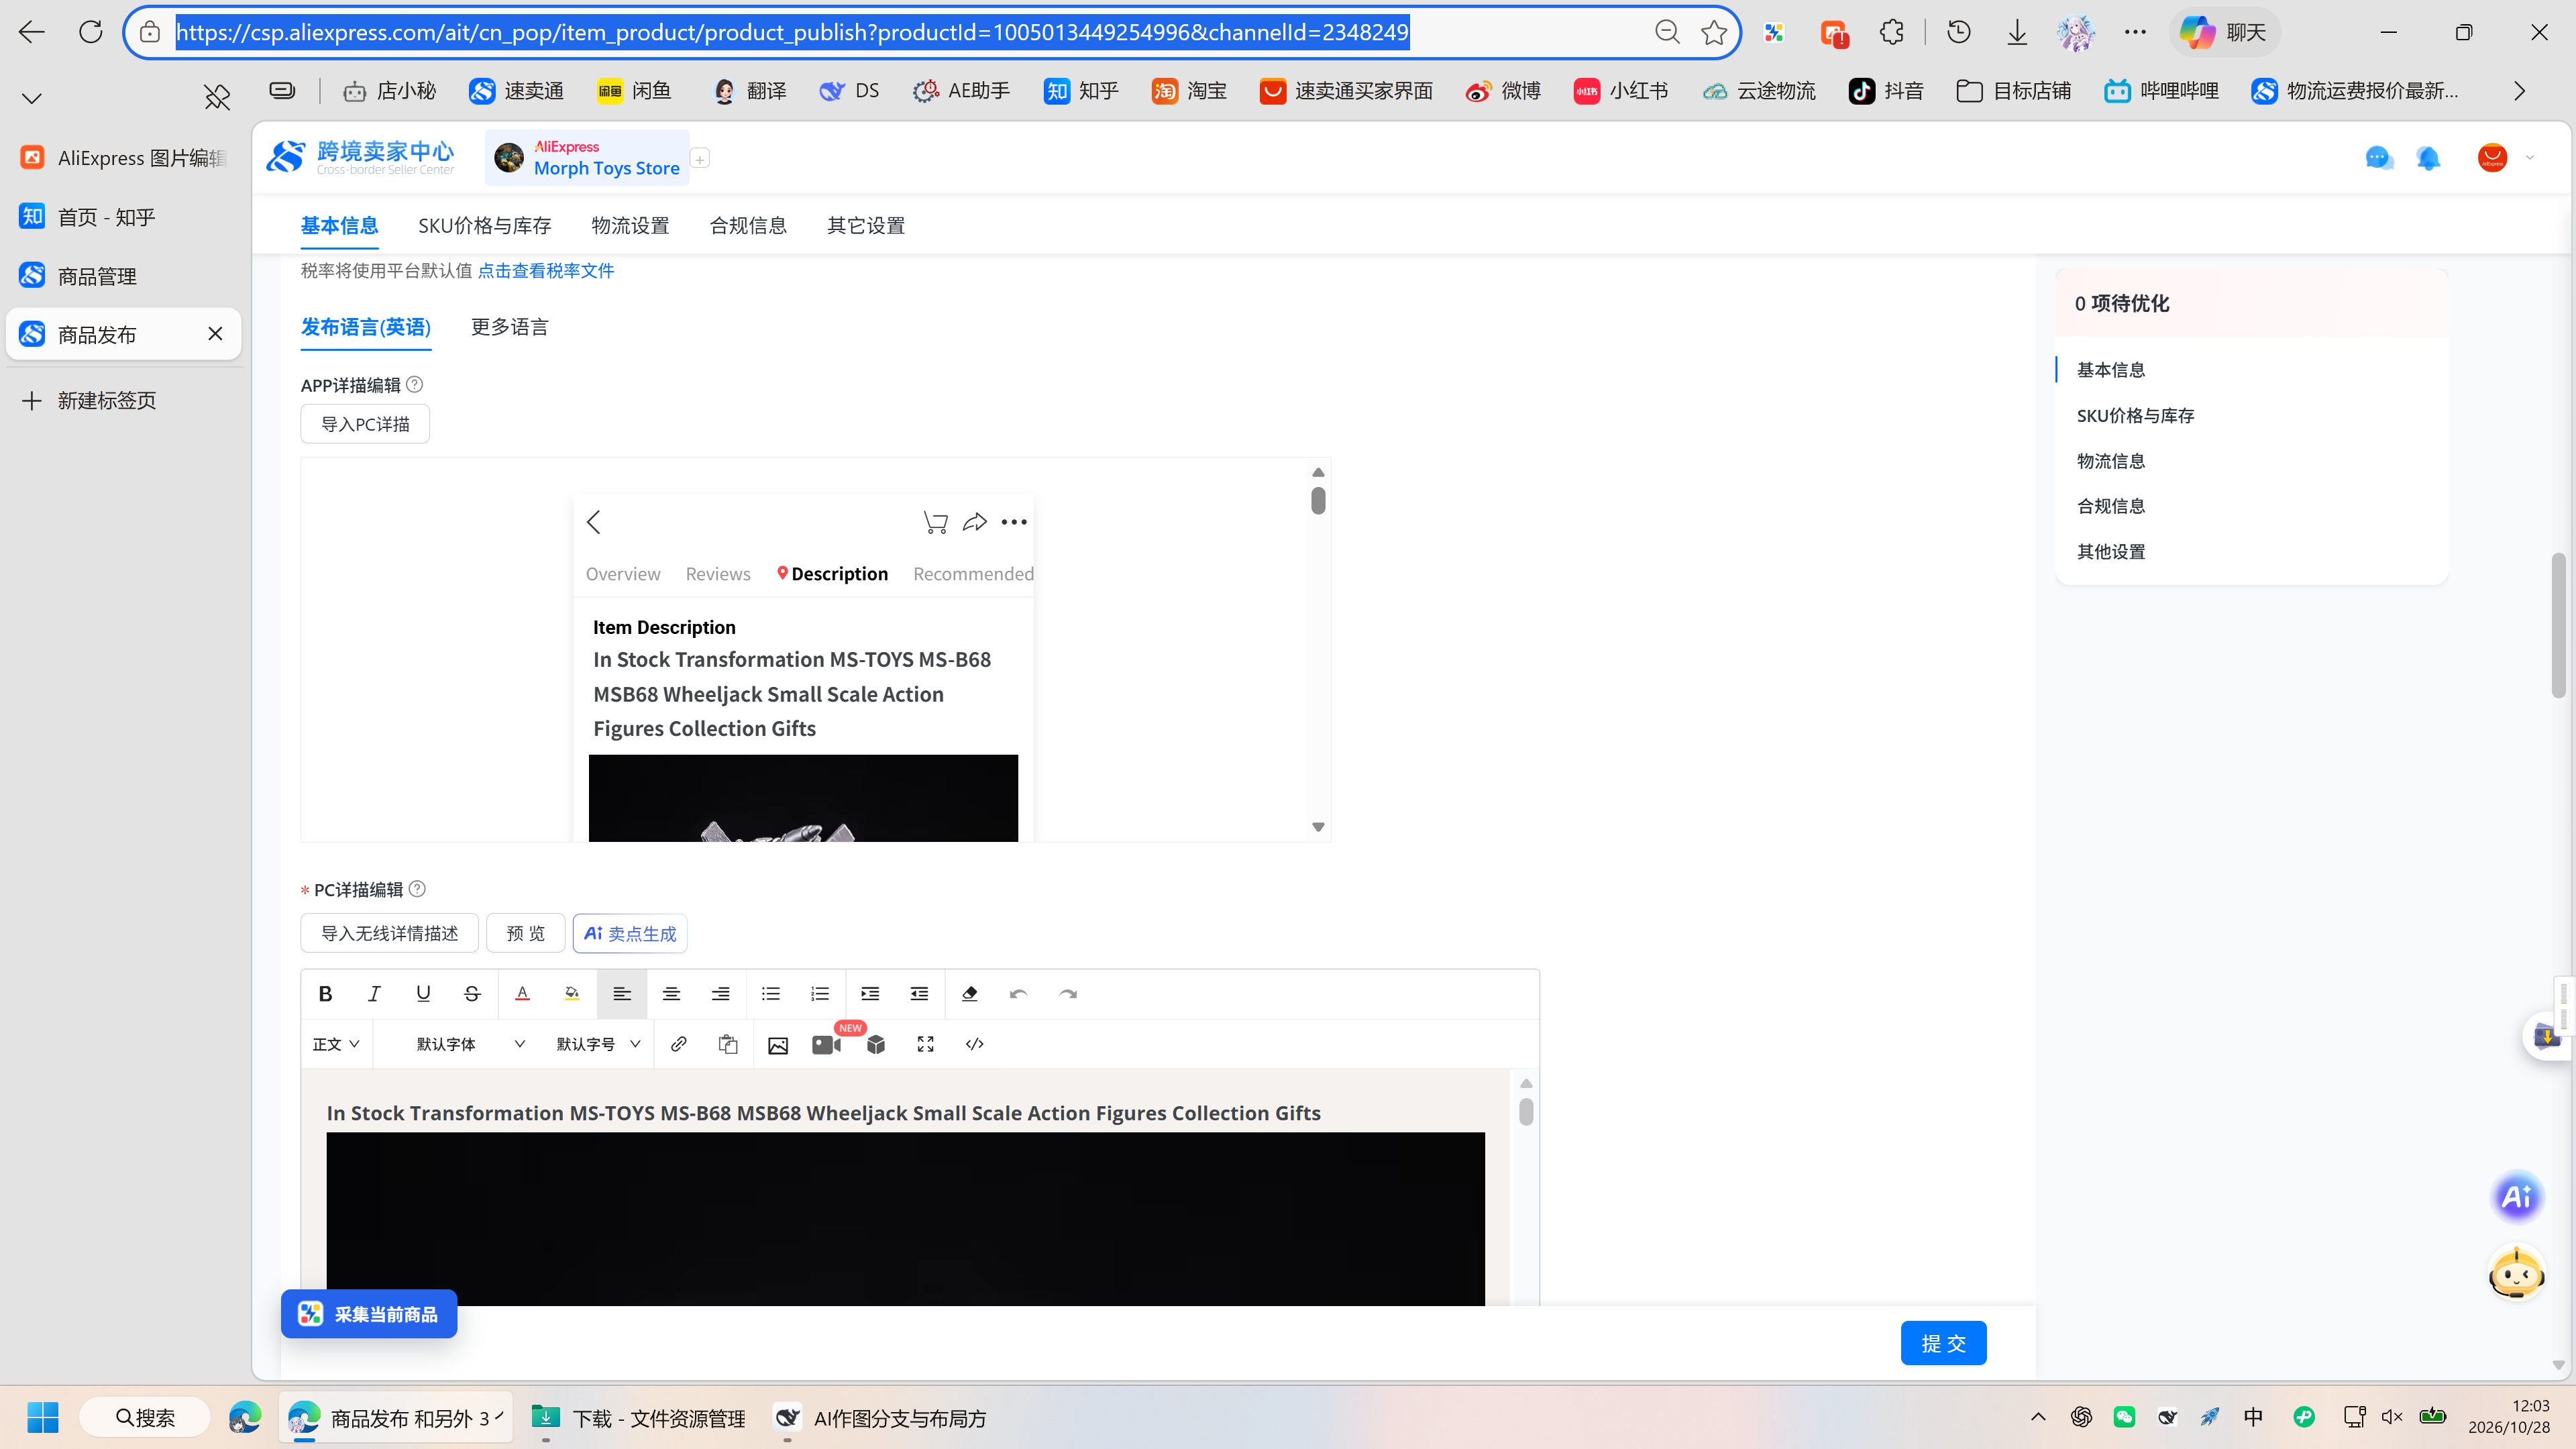 https://csp.aliexpress.com/ait/cn_pop/item_product/product_publish?productId=1005013449254996&channelId=2348249
聊天
店小秘
速卖通
闲鱼
翻译
DS
AE助手
知乎
淘宝
速卖通买家界面
微博
小红书
云途物流
抖音
目标店铺
哔哩哔哩
物流运费报价最新...
AliExpress 图片编辑
首页 - 知乎
商品管理
商品发布
新建标签页
跨境卖家中心
Cross-border Seller Center
AliExpress
Morph Toys Store
基本信息
SKU价格与库存
物流设置
合规信息
其它设置
税率将使用平台默认值 点击查看税率文件
发布语言(英语)
更多语言
APP详描编辑
导入PC详描
Overview
Reviews
Description
Recommended
Item Description
In Stock Transformation MS-TOYS MS-B68
MSB68 Wheeljack Small Scale Action
Figures Collection Gifts
* PC详描编辑
导入无线详情描述
预 览
Ai 卖点生成
正文
默认字体
默认字号
NEW
In Stock Transformation MS-TOYS MS-B68 MSB68 Wheeljack Small Scale Action Figures Collection Gifts
采集当前商品
提 交
0 项待优化
基本信息
SKU价格与库存
物流信息
合规信息
其他设置
Ai
搜索
商品发布 和另外 3
下载 - 文件资源管理
AI作图分支与布局方
中
12:03
2026/10/28